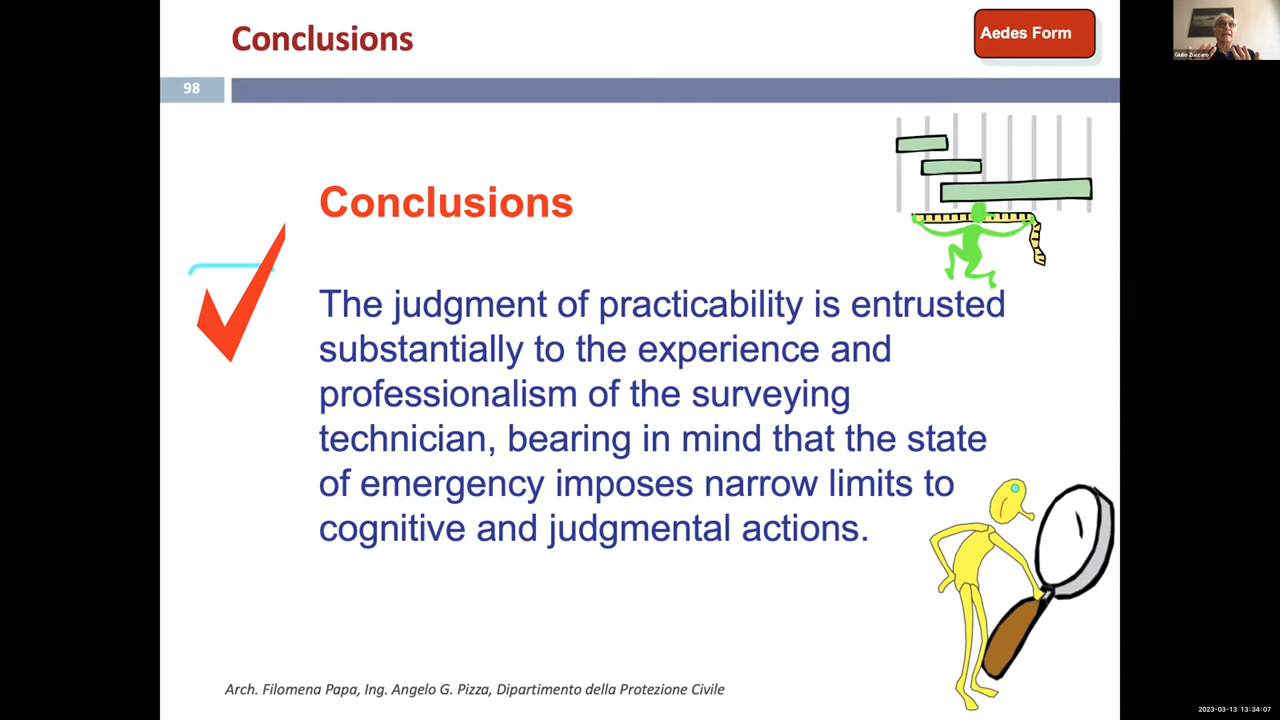 Conclusions
Aedes Form
98
Giulio Zuccaro
Conclusions
The judgment of practicability is entrusted
substantially to the experience and
professionalism of the surveying
technician, bearing in mind that the state
of emergency imposes narrow limits to
cognitive and judgmental actions.
Arch. Filomena Papa, Ing. Angelo G. Pizza, Dipartimento della Protezione Civile
2023-03-13 13:34:07